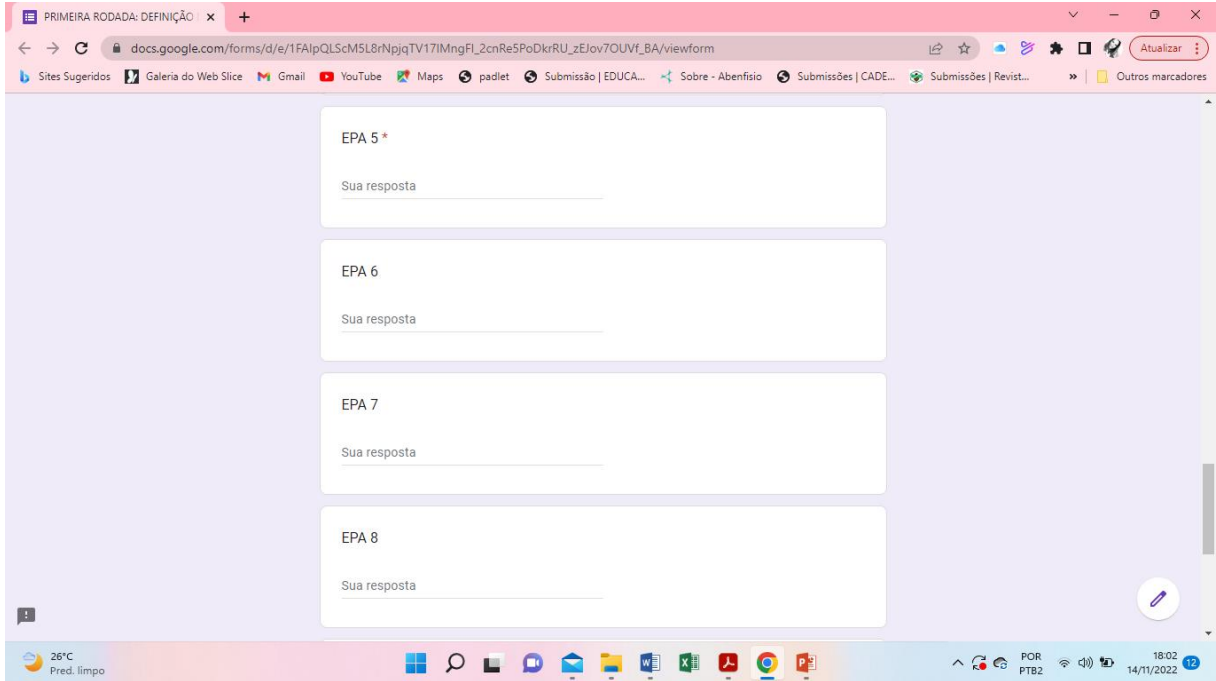 PRIMEIRA RODADA: DEFINIÇÃO
docs.google.com/forms/d/e/1FAIpQLScM5L8rNpjqTV17IMngFI_2cnRe5PoDkrRU_zEJov7OUVf_BA/viewform
Atualizar
Sites Sugeridos Galeria do Web Slice Gmail YouTube Maps padlet Submissão | EDUCA... Sobre - Abenfisio Submissões | CADE... Submissões | Revist... » Outros marcadores
EPA 5 *
Sua resposta
EPA 6
Sua resposta
EPA 7
Sua resposta
EPA 8
Sua resposta
26°C
Pred. limpo
POR
PTB2
18:02
14/11/2022
12